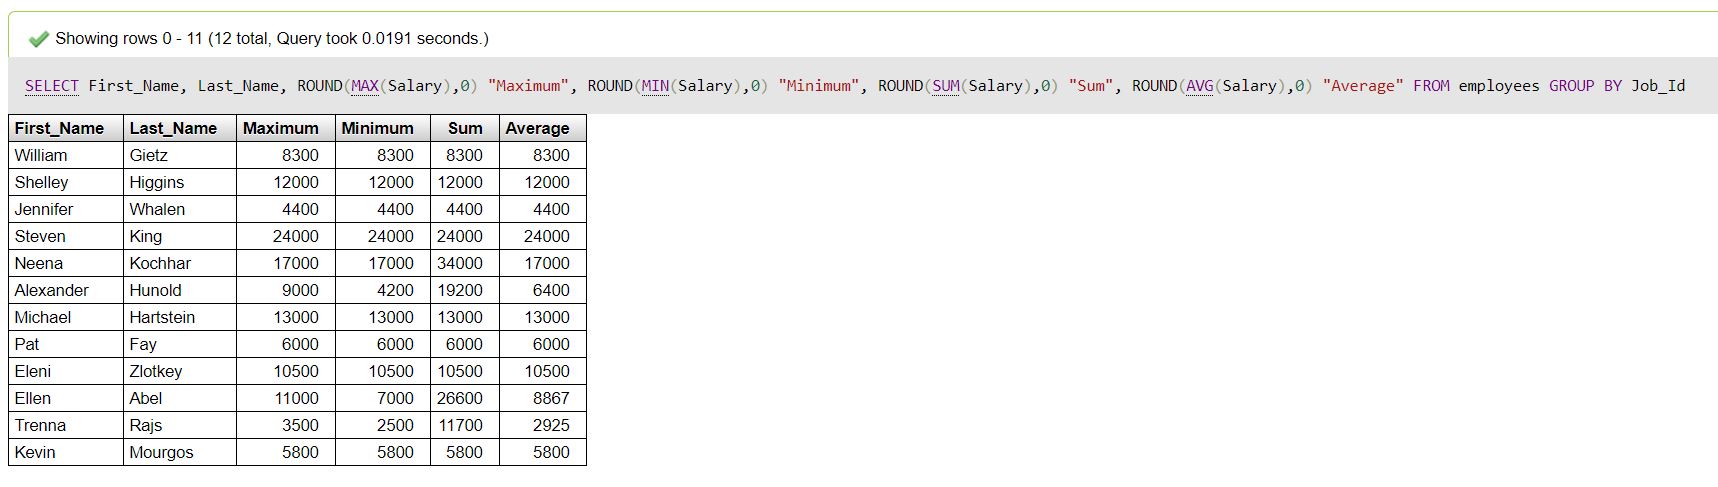 Showing rows 0 - 11 (12 total, Query took 0.0191 seconds.)
SELECT First_Name, Last_Name, ROUND(MAX(Salary),0) "Maximum", ROUND(MIN(Salary),0) "Minimum", ROUND(SUM(Salary),0) "Sum", ROUND(AVG(Salary),0) "Average" FROM employees GROUP BY Job_Id
First_Name Last_Name Maximum Minimum Sum Average
William Gietz 8300 8300 8300 8300
Shelley Higgins 12000 12000 12000 12000
Jennifer Whalen 4400 4400 4400 4400
Steven King 24000 24000 24000 24000
Neena Kochhar 17000 17000 34000 17000
Alexander Hunold 9000 4200 19200 6400
Michael Hartstein 13000 13000 13000 13000
Pat Fay 6000 6000 6000 6000
Eleni Zlotkey 10500 10500 10500 10500
Ellen Abel 11000 7000 26600 8867
Trenna Rajs 3500 2500 11700 2925
Kevin Mourgos 5800 5800 5800 5800